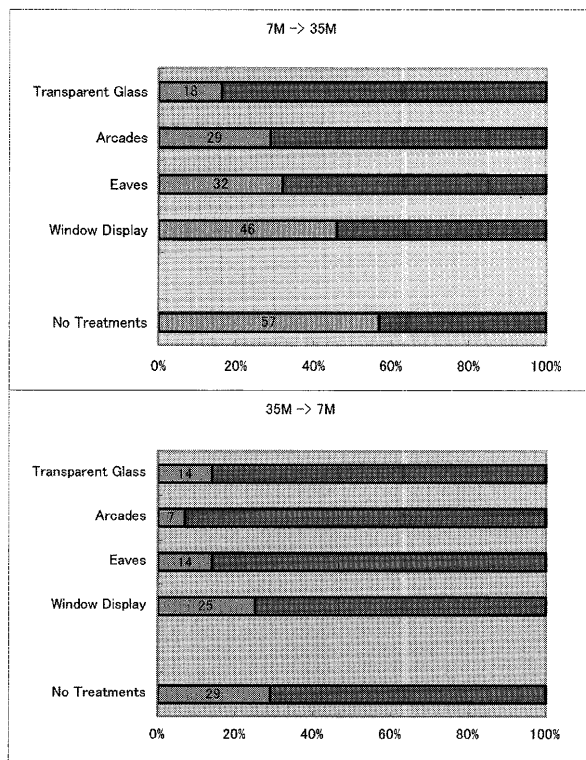 7M -> 35M
Transparent Glass 18
Arcades 29
Eaves 32
Window Display 46
No Treatments 57
0% 20% 40% 60% 80% 100%
35M -> 7M
Transparent Glass 14
Arcades 7
Eaves 14
Window Display 25
No Treatments 29
0% 20% 40% 60% 80% 100%